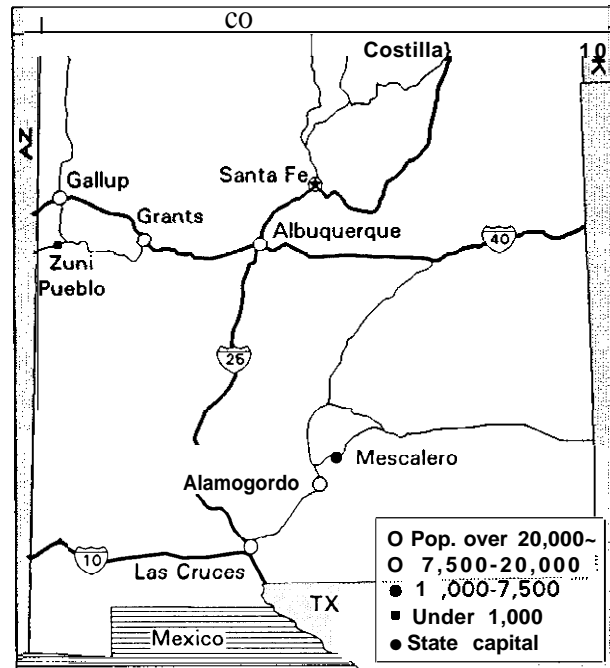 CO
Costilla}
10
AZ
Santa Fe
Gallup
Grants
Albuquerque
40
Zuni
Pueblo
26
Mescalero
Alamogordo
10
Las Cruces
TX
Mexico
O Pop. over 20,000~
O 7,500-20,000
● 1 ,000-7,500
■ Under 1,000
● State capital